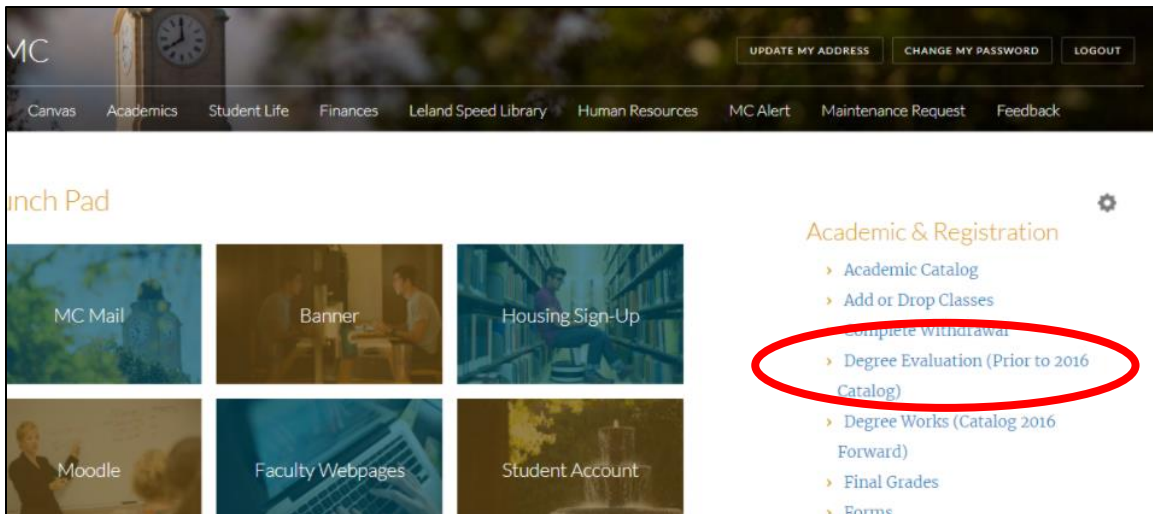 MC
UPDATE MY ADDRESS CHANGE MY PASSWORD LOGOUT
Canvas Academics Student Life Finances Leland Speed Library Human Resources MC Alert Maintenance Request Feedback
unch Pad
Academic & Registration
› Academic Catalog
› Add or Drop Classes
› Complete Withdrawal
› Degree Evaluation (Prior to 2016
Catalog)
› Degree Works (Catalog 2016
Forward)
› Final Grades
› Forms
MC Mail Banner Housing Sign-Up
Moodle Faculty Webpages Student Account